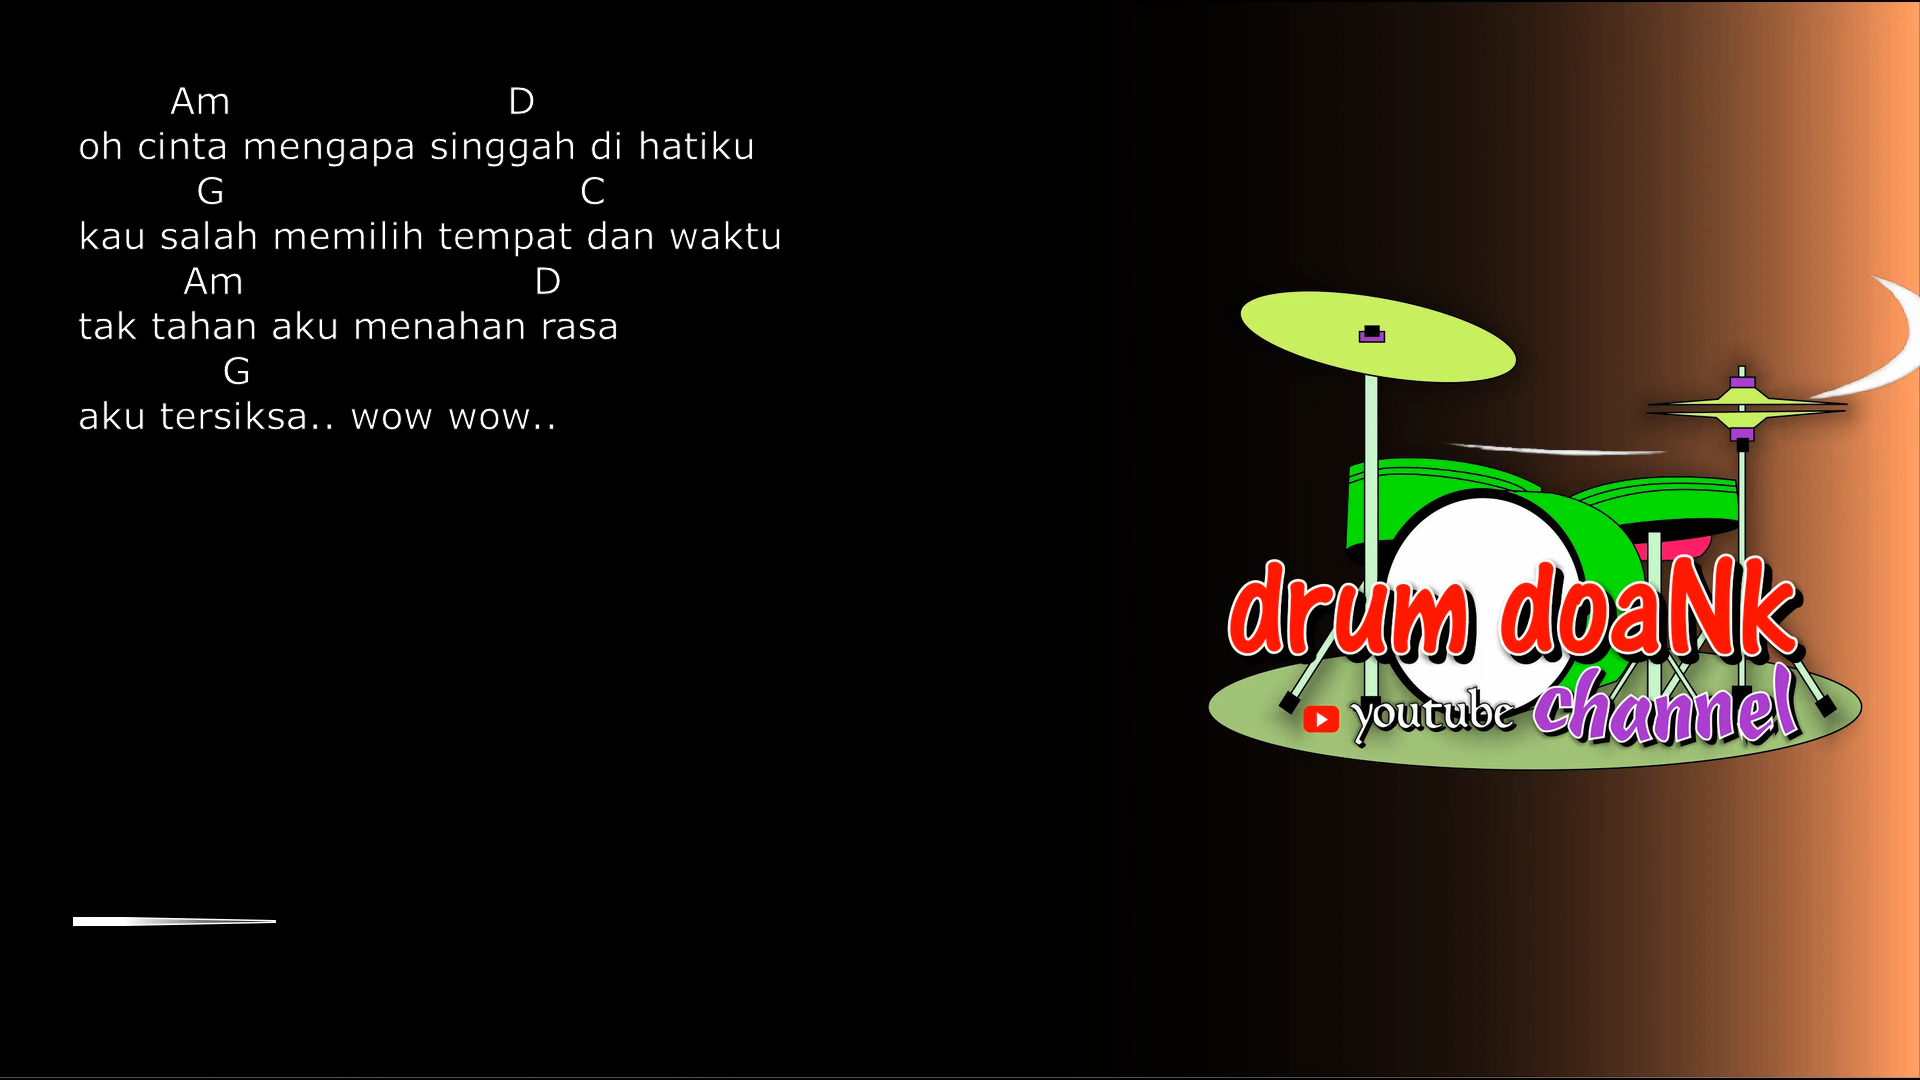 Am D
oh cinta mengapa singgah di hatiku
G C
kau salah memilih tempat dan waktu
Am D
tak tahan aku menahan rasa
G
aku tersiksa.. wow wow..
drum doaNk
youtube channel